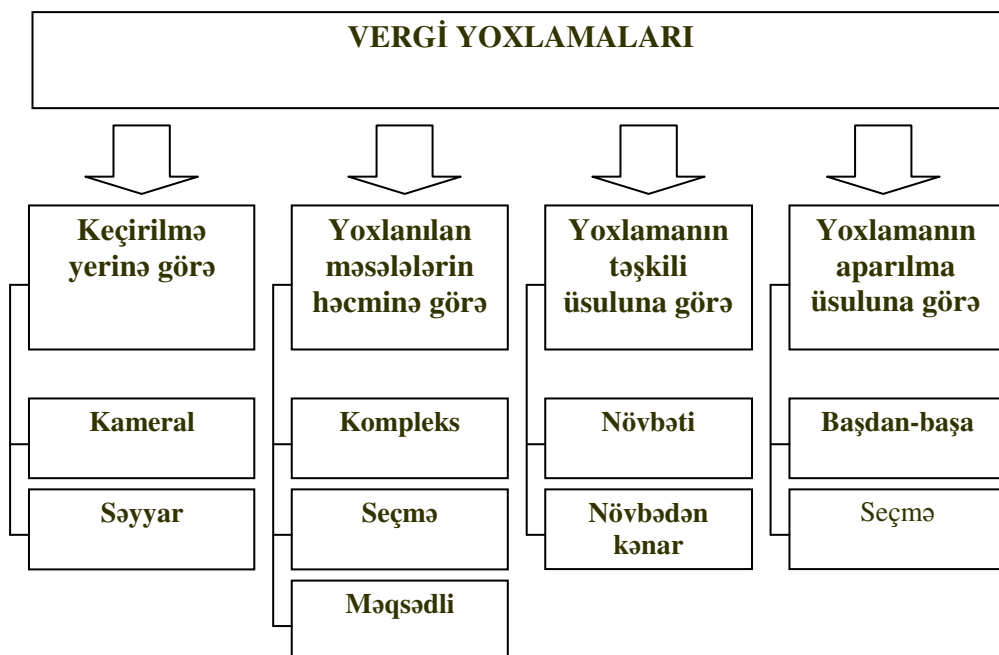 VERGİ YOXLAMALARI
Keçirilmə
yerinə görə
Yoxlanılan
məsələlərin
həcminə görə
Yoxlamanın
təşkili
üsuluna görə
Yoxlamanın
aparılma
üsuluna görə
Kameral
Kompleks
Növbəti
Başdan-başa
Səyyar
Seçmə
Növbədən
kənar
Seçmə
Məqsədli